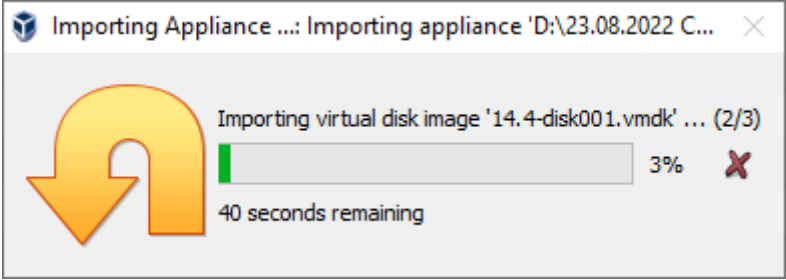 Importing Appliance ...: Importing appliance 'D:\23.08.2022 C...
Importing virtual disk image '14.4-disk001.vmdk' ... (2/3)
3%
40 seconds remaining